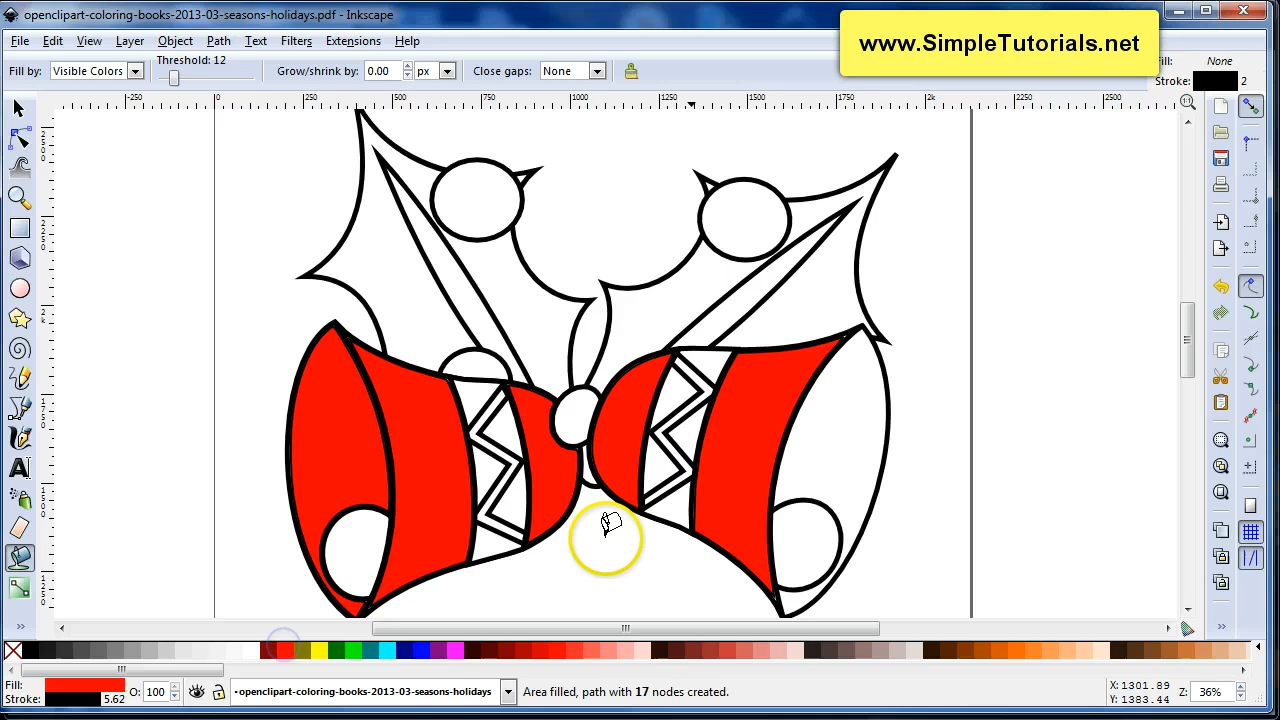 openclipart-coloring-books-2013-03-seasons-holidays.pdf - Inkscape
www.SimpleTutorials.net
File Edit View Layer Object Path Text Filters Extensions Help
Fill by: Visible Colors Threshold: 12 Grow/shrink by: 0.00 px Close gaps: None
Fill: None
Stroke: 2
-250 0 250 500 750 1000 1250 1500 1750 2k 2250 2500
A
Fill:
Stroke: 5.62
O: 100
•openclipart-coloring-books-2013-03-seasons-holidays
Area filled, path with 17 nodes created.
X: 1301.89
Y: 1383.44
Z: 36%